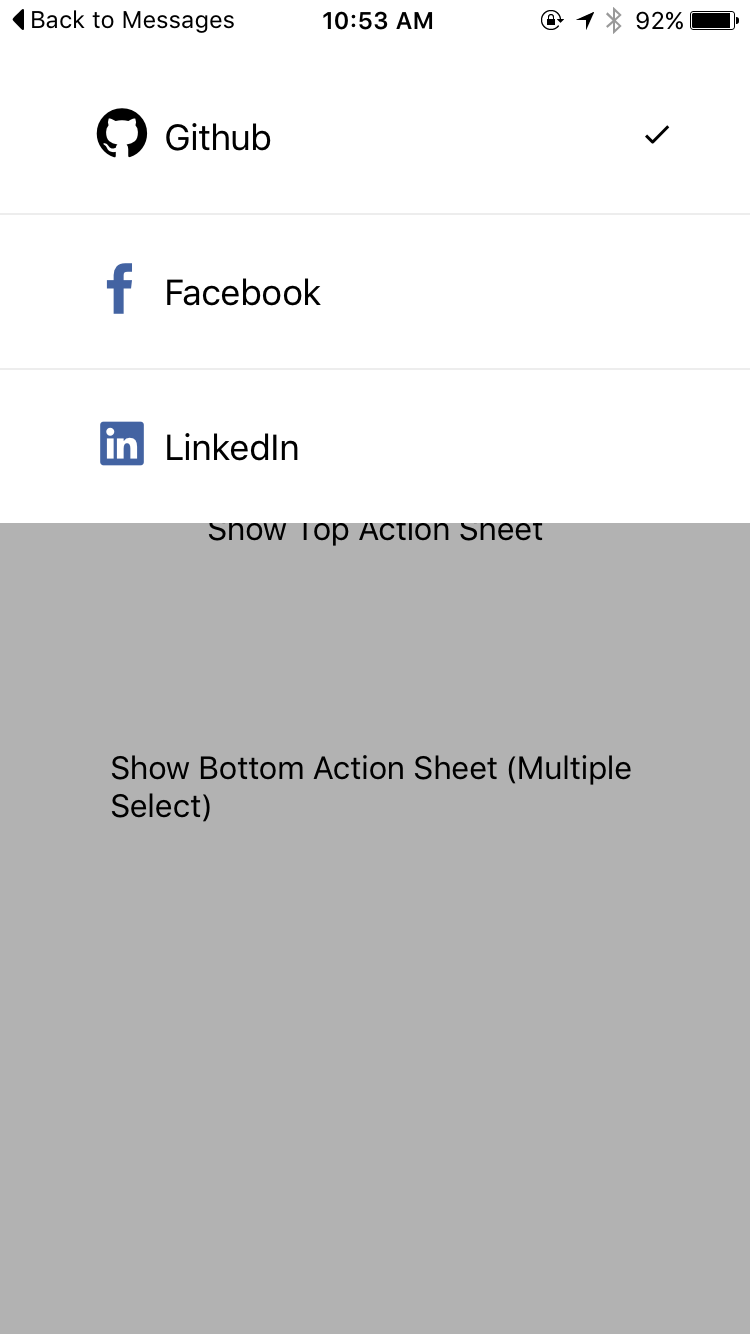 Back to Messages 10:53 AM 92%
Github
Facebook
in LinkedIn
Show Top Action Sheet
Show Bottom Action Sheet (Multiple
Select)